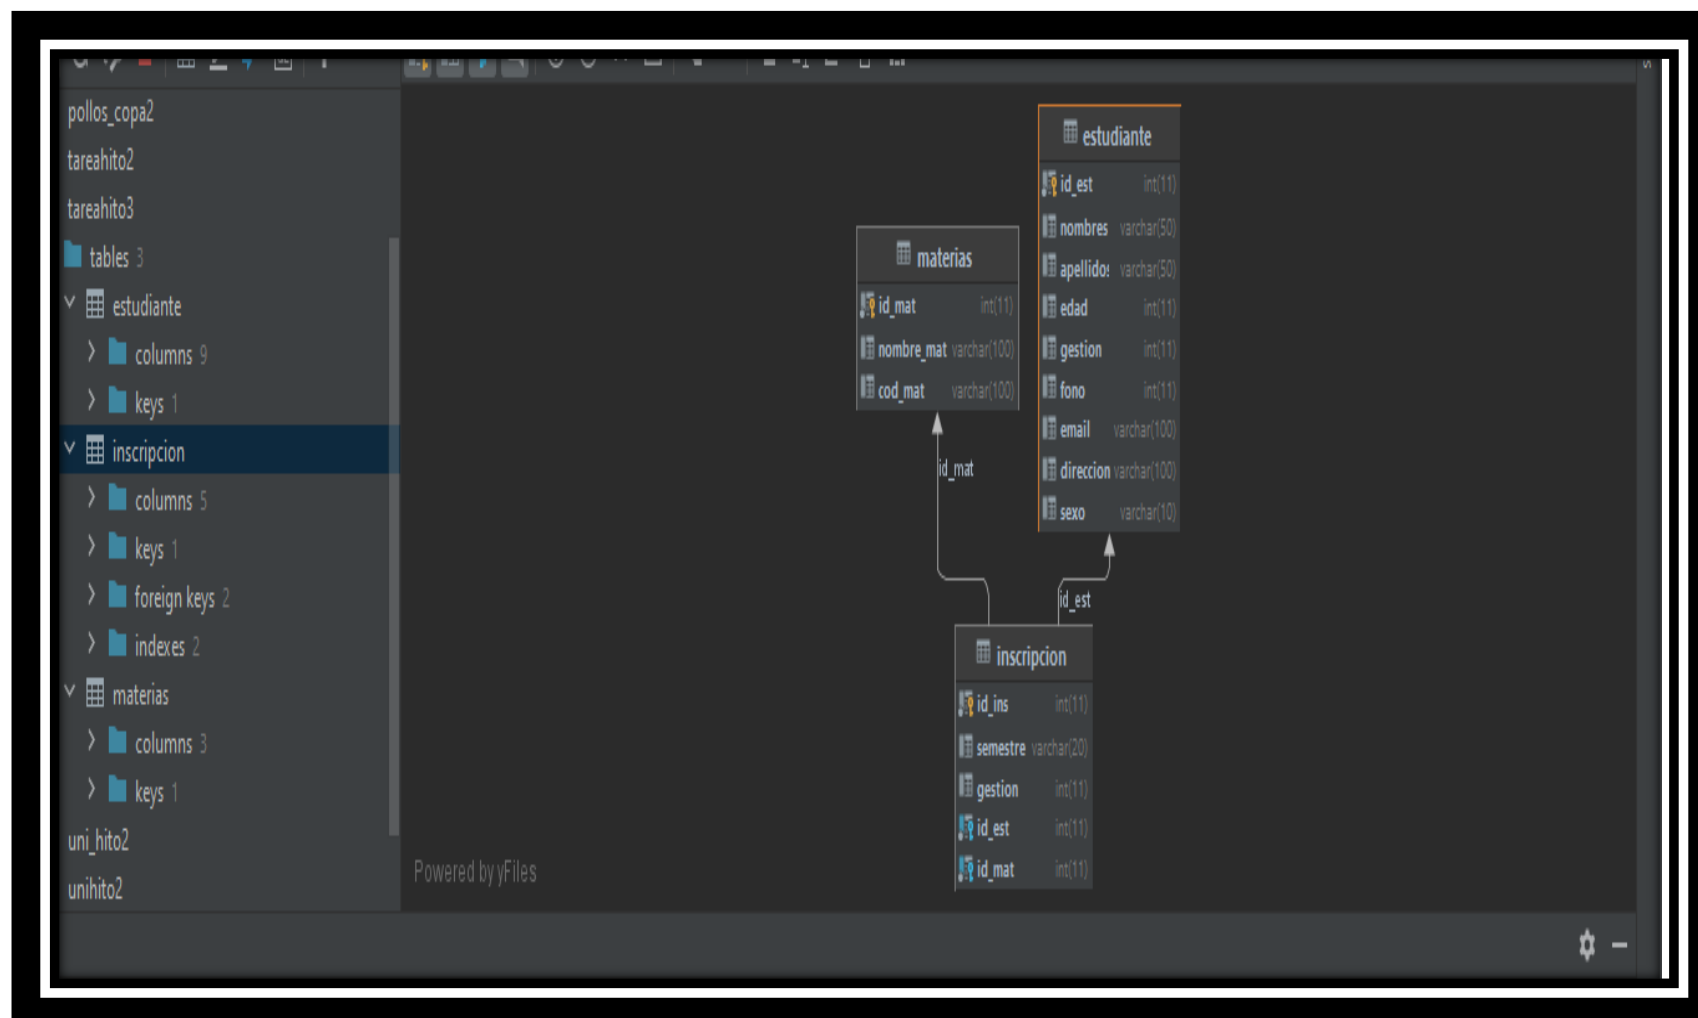 pollos_copa2
tareahito2
tareahito3
tables 3
estudiante
columns 9
keys 1
inscripcion
columns 5
keys 1
foreign keys 2
indexes 2
materias
columns 3
keys 1
uni_hito2
unihito2
materias
id_mat int(11)
nombre_mat varchar(100)
cod_mat varchar(100)
estudiante
id_est int(11)
nombres varchar(50)
apellidos varchar(50)
edad int(11)
gestion int(11)
fono int(11)
email varchar(100)
direccion varchar(100)
sexo varchar(10)
id_mat
id_est
inscripcion
id_ins int(11)
semestre varchar(20)
gestion int(11)
id_est int(11)
id_mat int(11)
Powered by yFiles